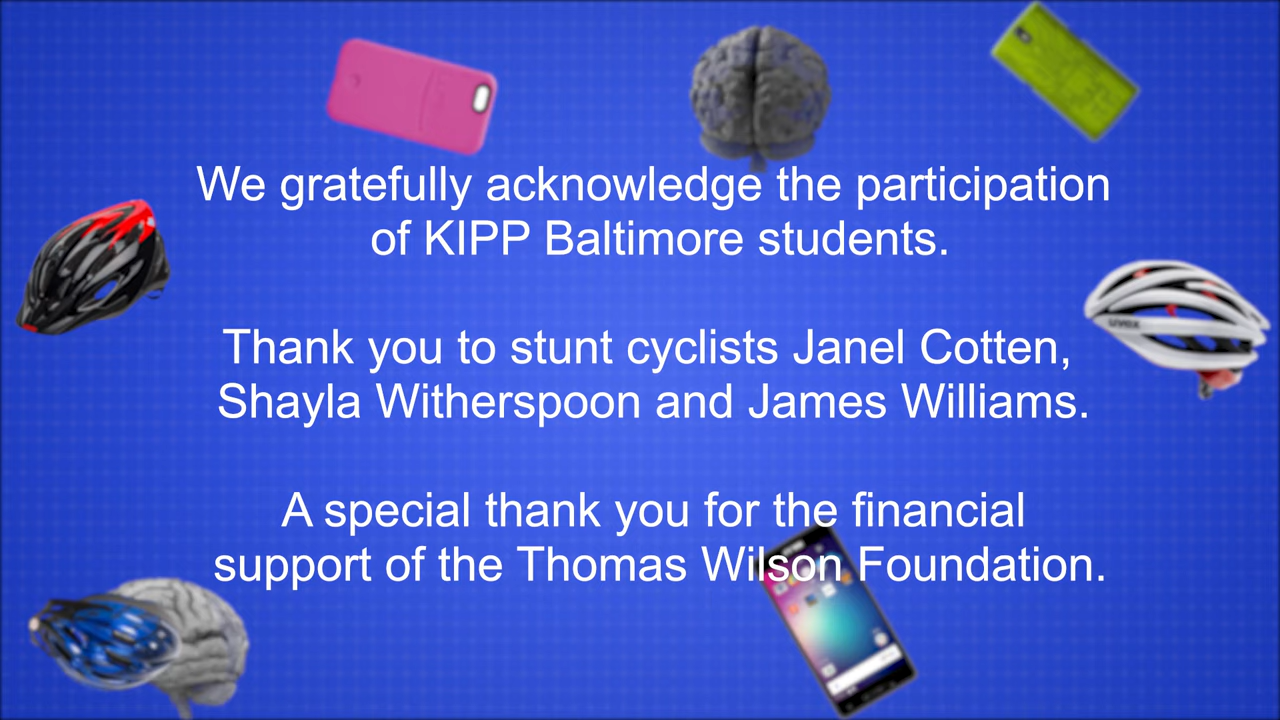 We gratefully acknowledge the participation
of KIPP Baltimore students.
Thank you to stunt cyclists Janel Cotten,
Shayla Witherspoon and James Williams.
A special thank you for the financial
support of the Thomas Wilson Foundation.
uvex